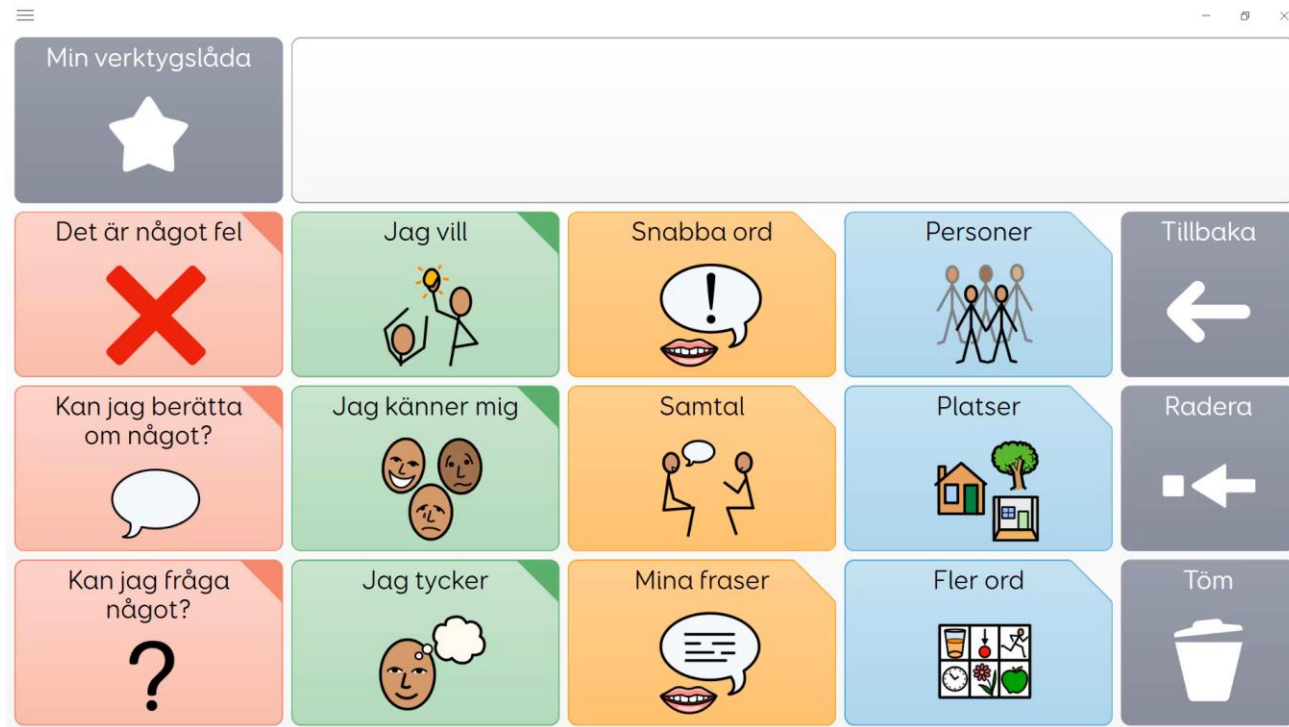 Min verktygslåda
Det är något fel
Jag vill
Snabba ord
Personer
Tillbaka
Kan jag berätta
om något?
Jag känner mig
Samtal
Platser
Radera
Kan jag fråga
något?
Jag tycker
Mina fraser
Fler ord
Töm